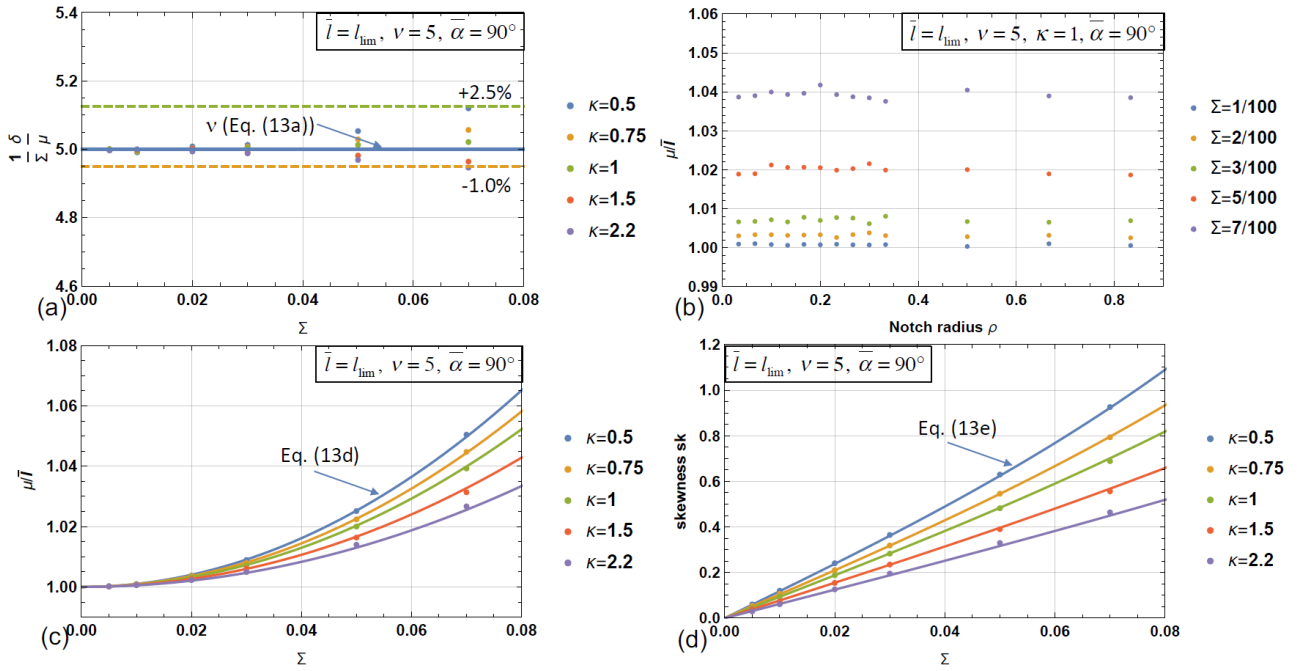 l̄ = l_lim , ν = 5, ᾱ = 90°
5.4
5.2
5.0
4.8
4.6
1/Σ δ/μ
+2.5%
ν (Eq. (13a))
-1.0%
0.00 0.02 0.04 0.06 0.08
Σ
(a)
κ=0.5
κ=0.75
κ=1
κ=1.5
κ=2.2
l̄ = l_lim , ν = 5, κ = 1, ᾱ = 90°
1.06
1.05
1.04
1.03
1.02
1.01
1.00
0.99
μ/l̄
0.0 0.2 0.4 0.6 0.8
Notch radius ρ
(b)
Σ=1/100
Σ=2/100
Σ=3/100
Σ=5/100
Σ=7/100
l̄ = l_lim , ν = 5, ᾱ = 90°
1.08
1.06
1.04
1.02
1.00
μ/l̄
Eq. (13d)
0.00 0.02 0.04 0.06 0.08
Σ
(c)
κ=0.5
κ=0.75
κ=1
κ=1.5
κ=2.2
l̄ = l_lim , ν = 5, ᾱ = 90°
1.2
1.0
0.8
0.6
0.4
0.2
0.0
skewness sk
Eq. (13e)
0.00 0.02 0.04 0.06 0.08
Σ
(d)
κ=0.5
κ=0.75
κ=1
κ=1.5
κ=2.2